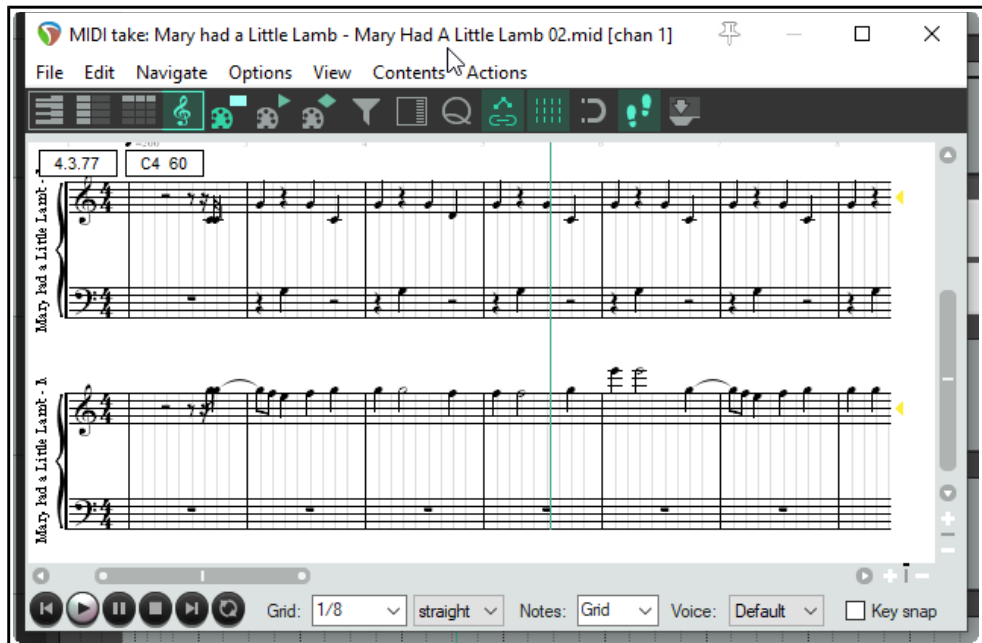 MIDI take: Mary had a Little Lamb - Mary Had A Little Lamb 02.mid [chan 1]
File Edit Navigate Options View Contents Actions
4.3.77 C4 60
Mary had a Little Lamb -
Mary had a Little Lamb -
Grid: 1/8 straight Notes: Grid Voice: Default Key snap